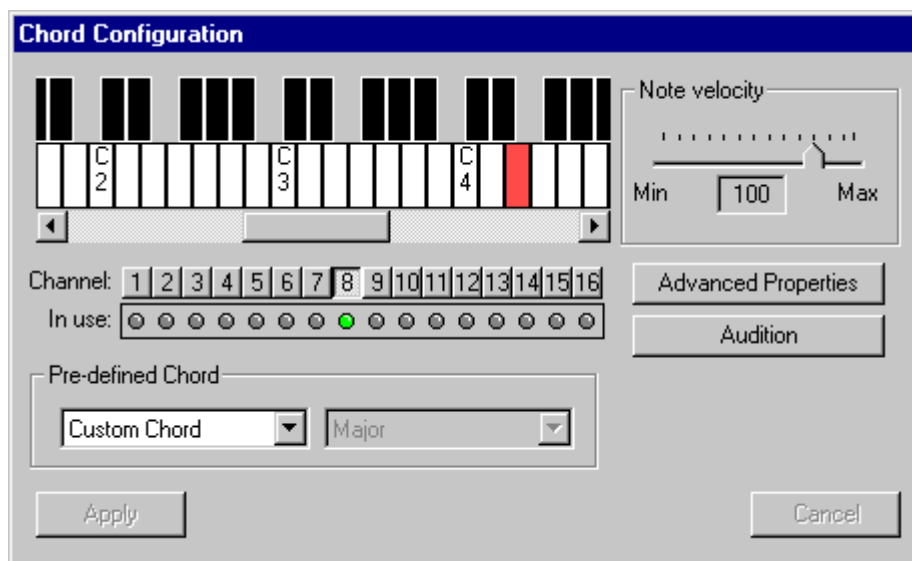 Chord Configuration
C 2 C 3 C 4
Note velocity
Min 100 Max
Channel: 1 2 3 4 5 6 7 8 9 10 11 12 13 14 15 16
Advanced Properties
In use:
Audition
Pre-defined Chord
Custom Chord Major
Apply Cancel